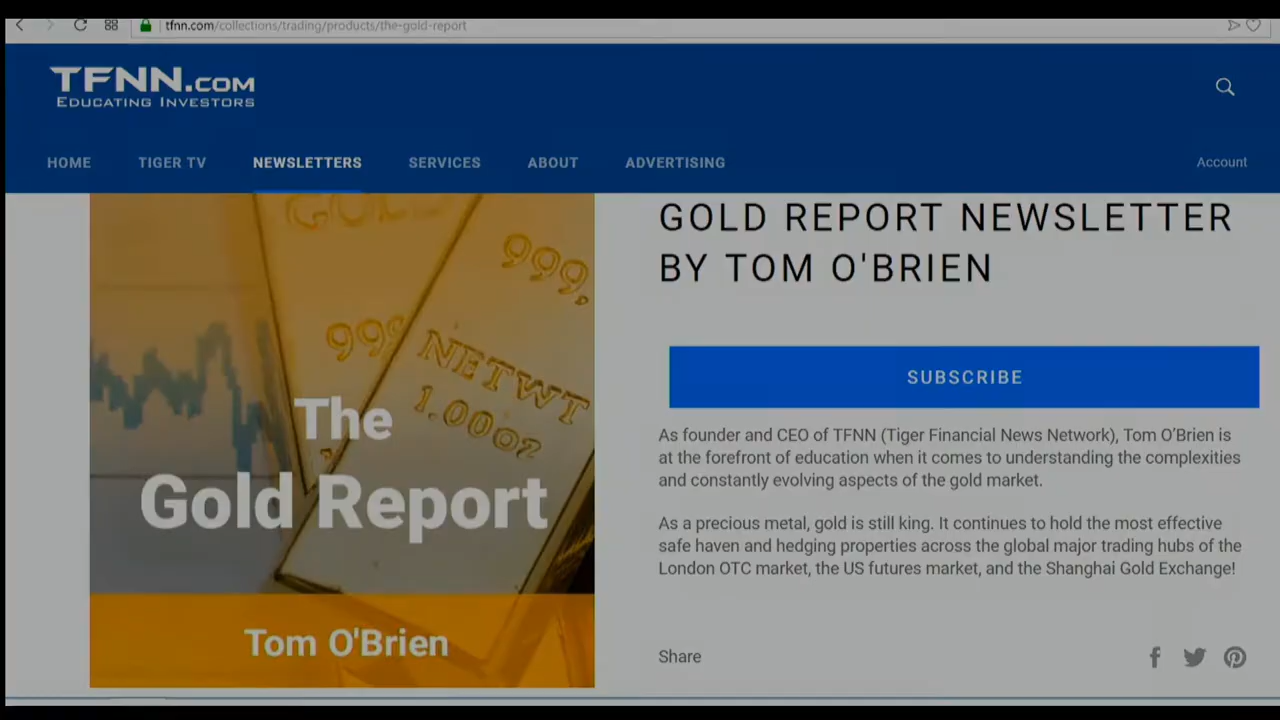 tfnn.com/collections/trading/products/the-gold-report
TFNN.COM
EDUCATING INVESTORS
HOME
TIGER TV
NEWSLETTERS
SERVICES
ABOUT
ADVERTISING
Account
GOLD
999,
999
NETWT
1.00oz
The
Gold Report
Tom O'Brien
GOLD REPORT NEWSLETTER
BY TOM O'BRIEN
SUBSCRIBE
As founder and CEO of TFNN (Tiger Financial News Network), Tom O’Brien is
at the forefront of education when it comes to understanding the complexities
and constantly evolving aspects of the gold market.
As a precious metal, gold is still king. It continues to hold the most effective
safe haven and hedging properties across the global major trading hubs of the
London OTC market, the US futures market, and the Shanghai Gold Exchange!
Share